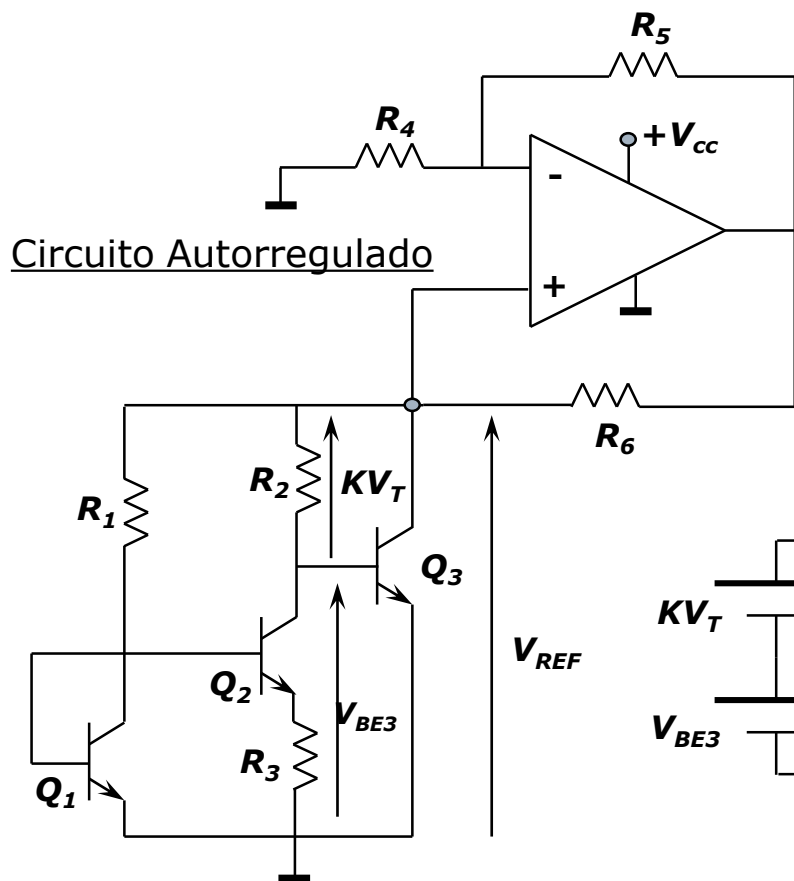 R5
R4
+Vcc
-
Circuito Autorregulado
+
R6
R2
KVT
R1
Q3
KVT
VREF
Q2
VBE3
VBE3
R3
Q1